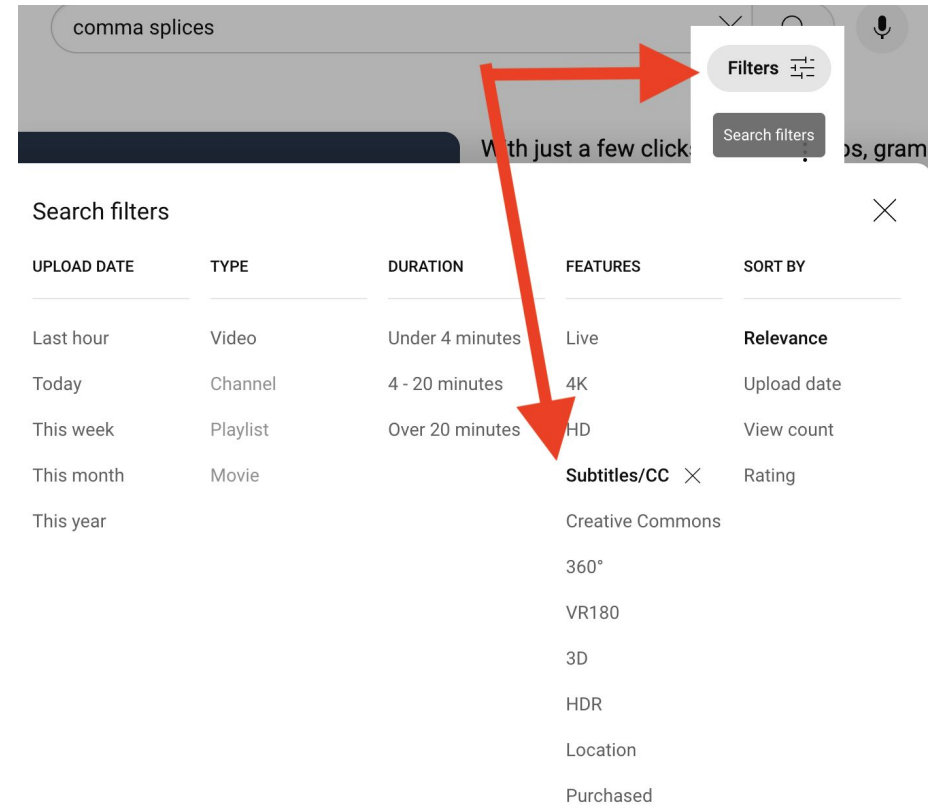 comma splices
Filters
Search filters
With just a few click ps, gram
Search filters
UPLOAD DATE TYPE DURATION FEATURES SORT BY
Last hour Video Under 4 minutes Live Relevance
Today Channel 4 - 20 minutes 4K Upload date
This week Playlist Over 20 minutes HD View count
This month Movie Subtitles/CC Rating
This year Creative Commons
360°
VR180
3D
HDR
Location
Purchased